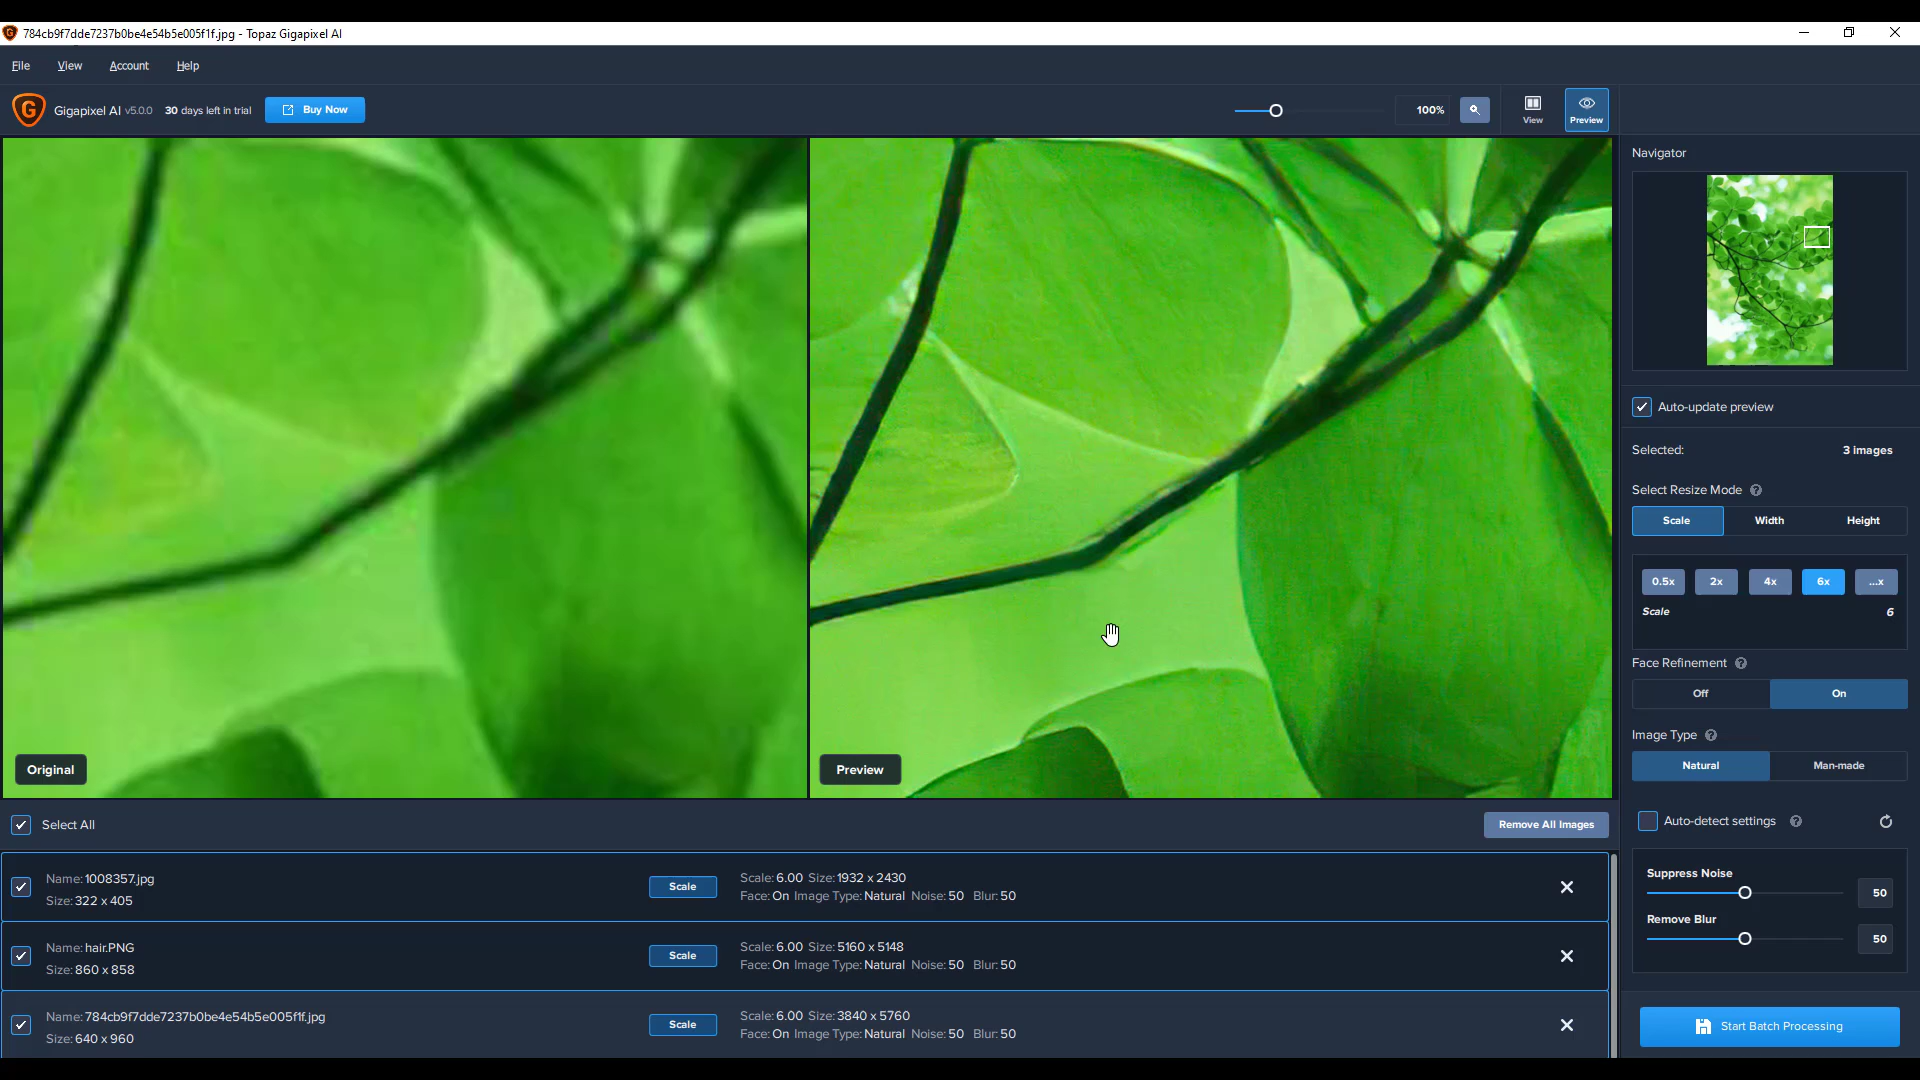 784cb9f7dde7237b0be4e54b5e005f1f.jpg - Topaz Gigapixel AI
File View Account Help
G Gigapixel AI v5.0.0 30 days left in trial Buy Now 100% View Preview
Navigator
Auto-update preview
Selected: 3 Images
Select Resize Mode
Scale Width Height
0.5x 2x 4x 6x ...x
Scale 6
Face Refinement
Off On
Image Type
Natural Man-made
Auto-detect settings
Suppress Noise
50
Remove Blur
50
Start Batch Processing
Original
Preview
Select All
Remove All Images
Name: 1008357.jpg
Size: 322 x 405
Scale
Scale: 6.00 Size: 1932 x 2430
Face: On Image Type: Natural Noise: 50 Blur: 50
Name: hair.PNG
Size: 860 x 858
Scale
Scale: 6.00 Size: 5160 x 5148
Face: On Image Type: Natural Noise: 50 Blur: 50
Name: 784cb9f7dde7237b0be4e54b5e005f1f.jpg
Size: 640 x 960
Scale
Scale: 6.00 Size: 3840 x 5760
Face: On Image Type: Natural Noise: 50 Blur: 50